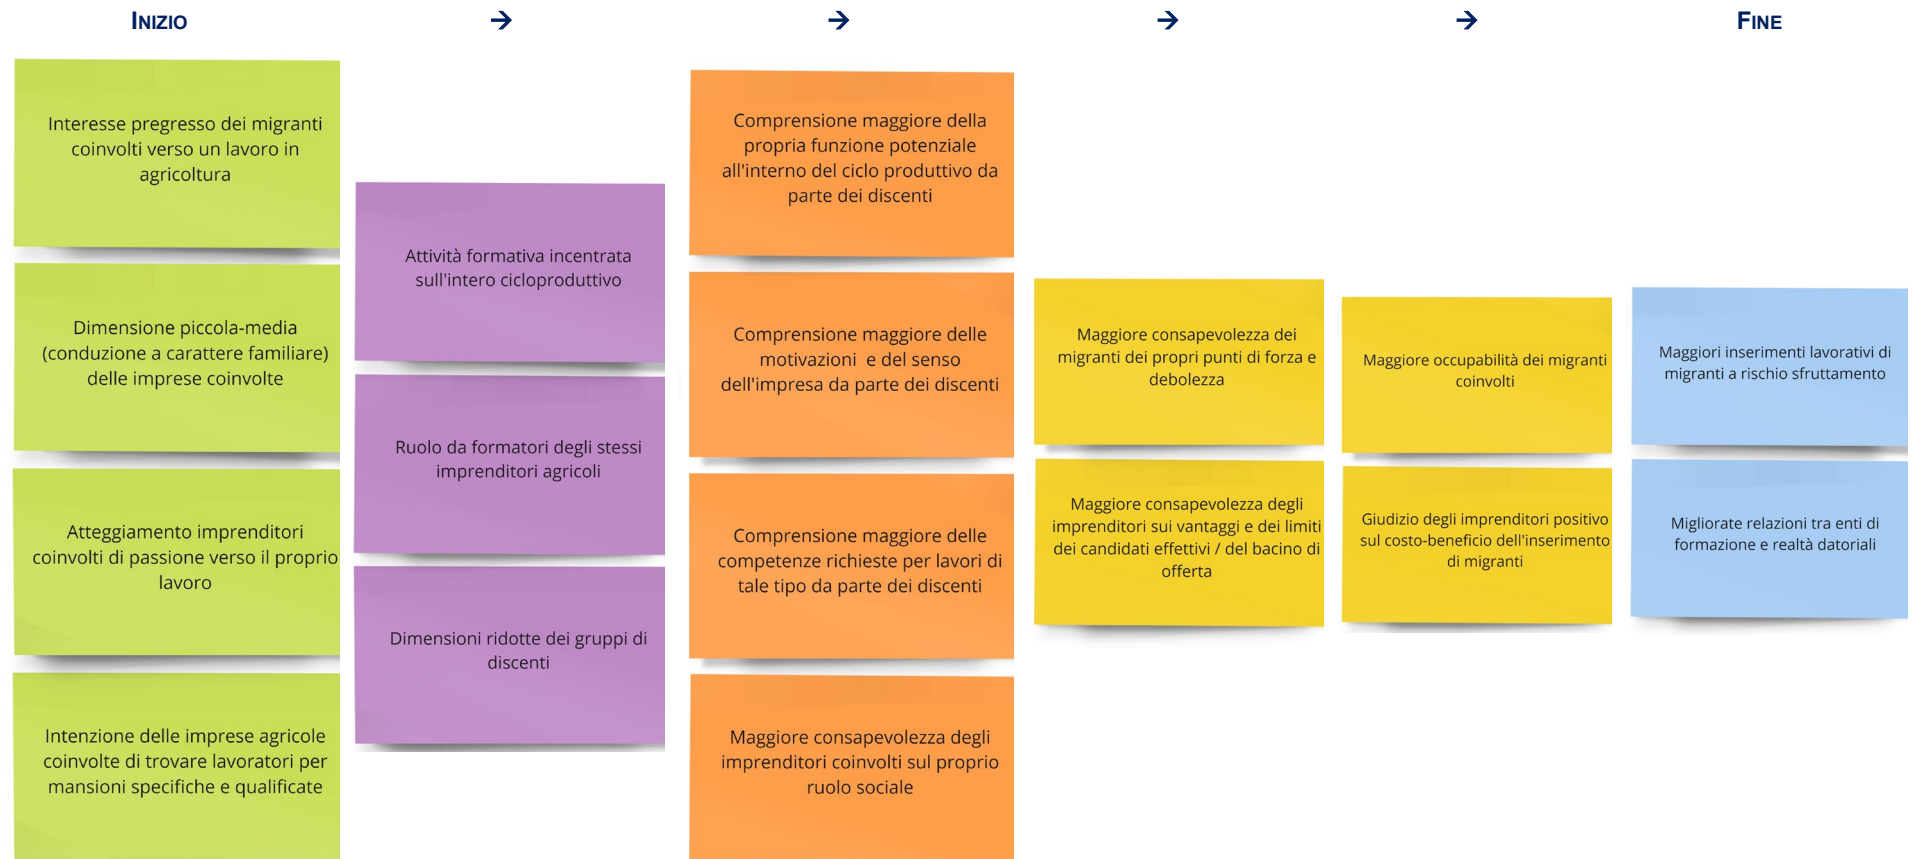 INIZIO → → → → FINE
Interesse pregresso dei migranti
coinvolti verso un lavoro in
agricoltura
Dimensione piccola-media
(conduzione a carattere familiare)
delle imprese coinvolte
Atteggiamento imprenditori
coinvolti di passione verso il proprio
lavoro
Intenzione delle imprese agricole
coinvolte di trovare lavoratori per
mansioni specifiche e qualificate
Attività formativa incentrata
sull'intero cicloproduttivo
Ruolo da formatori degli stessi
imprenditori agricoli
Dimensioni ridotte dei gruppi di
discenti
Comprensione maggiore della
propria funzione potenziale
all'interno del ciclo produttivo da
parte dei discenti
Comprensione maggiore delle
motivazioni e del senso
dell'impresa da parte dei discenti
Comprensione maggiore delle
competenze richieste per lavori di
tale tipo da parte dei discenti
Maggiore consapevolezza degli
imprenditori coinvolti sul proprio
ruolo sociale
Maggiore consapevolezza dei
migranti dei propri punti di forza e
debolezza
Maggiore consapevolezza degli
imprenditori sui vantaggi e dei limiti
dei candidati effettivi / del bacino di
offerta
Maggiore occupabilità dei migranti
coinvolti
Giudizio degli imprenditori positivo
sul costo-beneficio dell'inserimento
di migranti
Maggiori inserimenti lavorativi di
migranti a rischio sfruttamento
Migliorate relazioni tra enti di
formazione e realtà datoriali